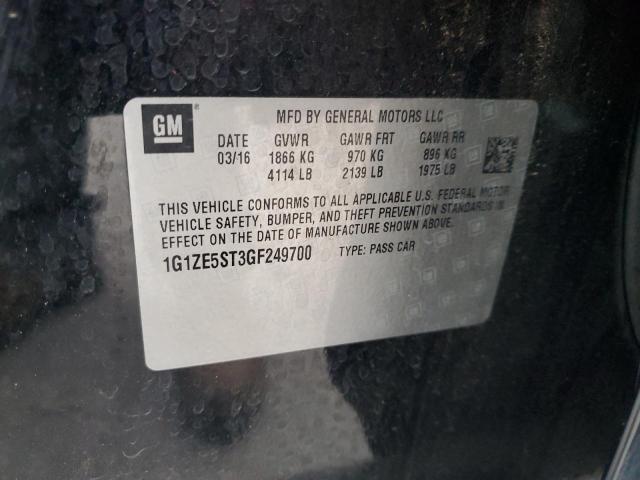 GM ®
MFD BY GENERAL MOTORS LLC
DATE GVWR GAWR FRT GAWR RR
03/16 1866 KG 970 KG 896 KG
4114 LB 2139 LB 1975 LB
THIS VEHICLE CONFORMS TO ALL APPLICABLE U.S. FEDERAL MOTOR
VEHICLE SAFETY, BUMPER, AND THEFT PREVENTION STANDARDS IN
EFFECT ON THE DATE OF MANUFACTURE SHOWN ABOVE.
1G1ZE5ST3GF249700 TYPE: PASS CAR